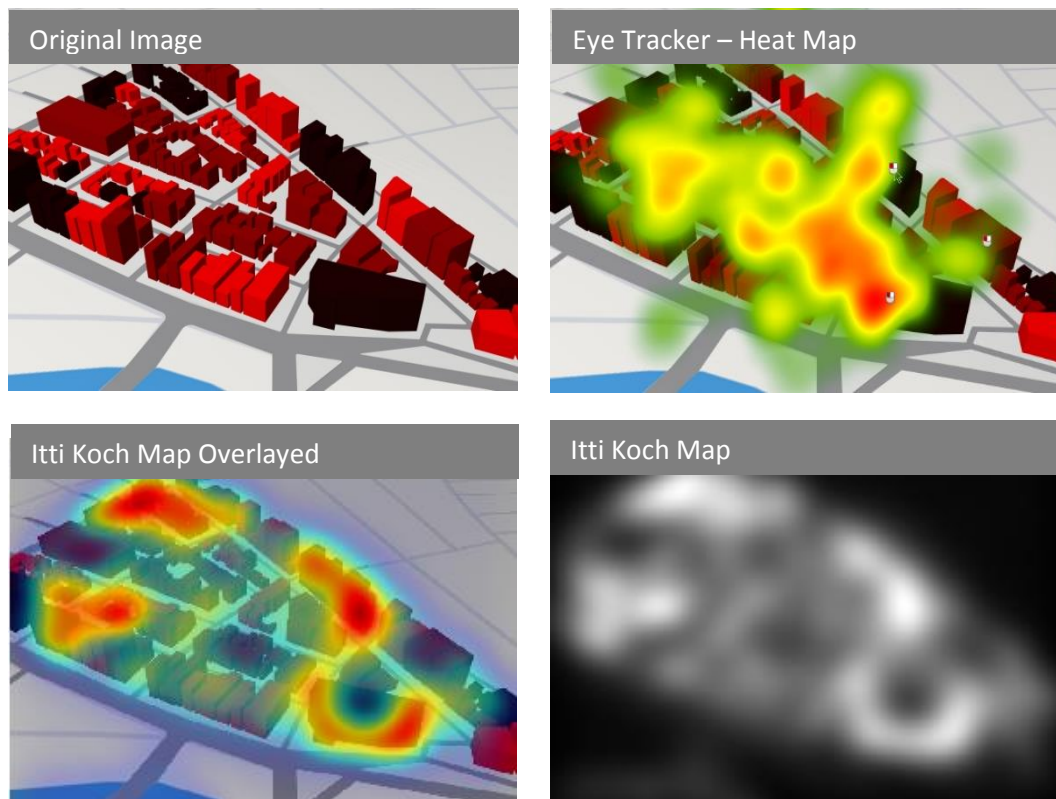 Original Image
Eye Tracker – Heat Map
Itti Koch Map Overlayed
Itti Koch Map